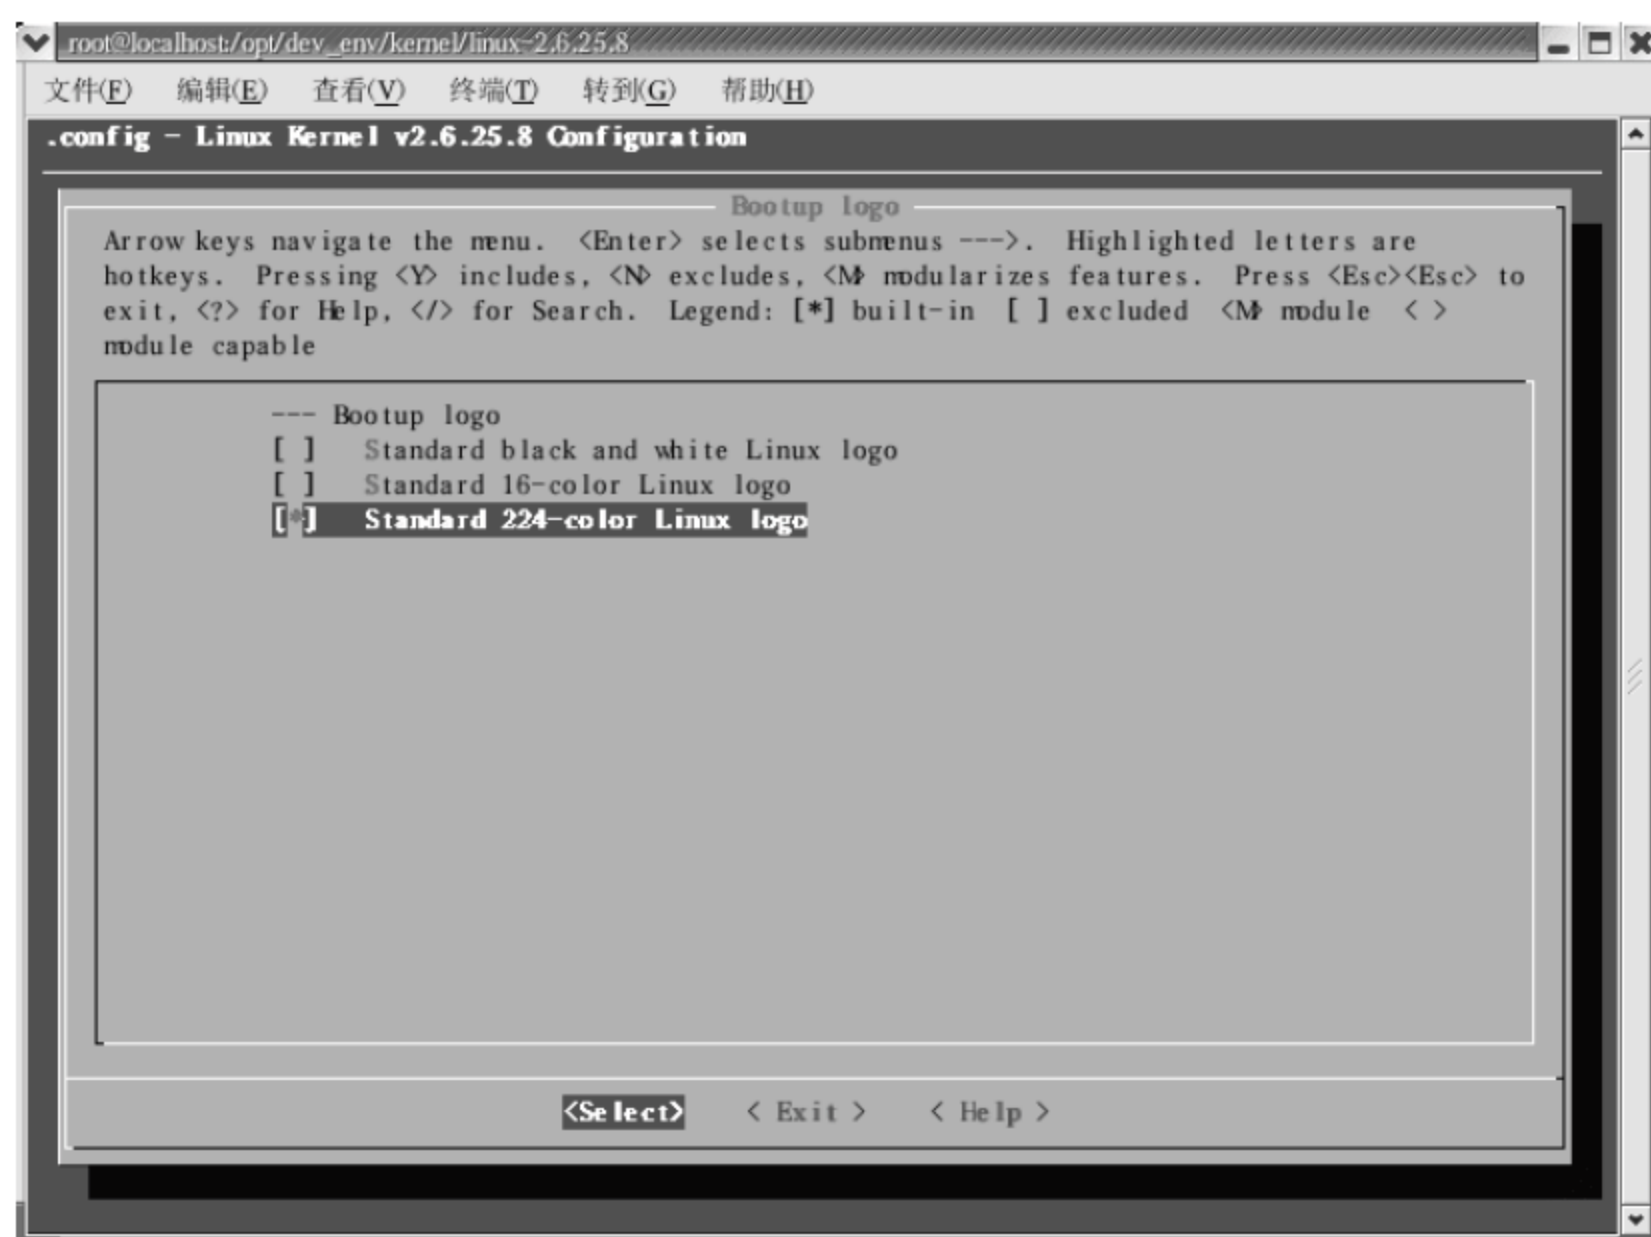 root@localhost:/opt/dev_env/kernel/linux-2.6.25.8
文件(F) 编辑(E) 查看(V) 终端(T) 转到(G) 帮助(H)
.config - Linux Kernel v2.6.25.8 Configuration
Bootup logo
Arrow keys navigate the menu. <Enter> selects submenus --->. Highlighted letters are
hotkeys. Pressing <Y> includes, <N> excludes, <M> modularizes features. Press <Esc><Esc> to
exit, <?> for Help, </> for Search. Legend: [*] built-in [ ] excluded <M> module < >
module capable
--- Bootup logo
[ ] Standard black and white Linux logo
[ ] Standard 16-color Linux logo
[*] Standard 224-color Linux logo
<Select> < Exit > < Help >